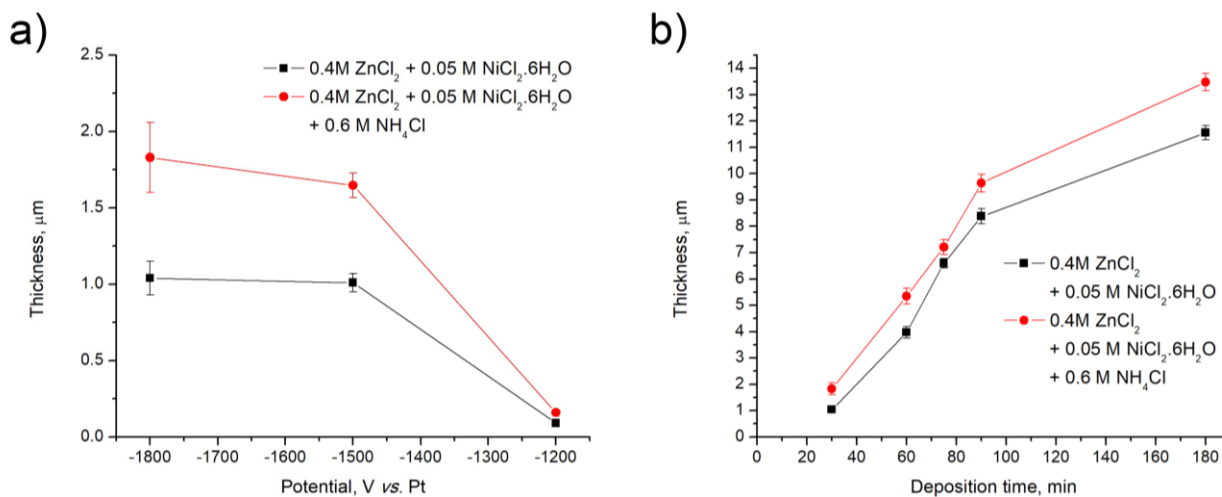 a)
2.5
2.0
1.5
1.0
0.5
0.0
Thickness, μm
0.4M ZnCl₂ + 0.05 M NiCl₂.6H₂O
0.4M ZnCl₂ + 0.05 M NiCl₂.6H₂O
+ 0.6 M NH₄Cl
-1800 -1700 -1600 -1500 -1400 -1300 -1200
Potential, V vs. Pt
b)
14
13
12
11
10
9
8
7
6
5
4
3
2
1
0
Thickness, μm
0.4M ZnCl₂
+ 0.05 M NiCl₂.6H₂O
0.4M ZnCl₂
+ 0.05 M NiCl₂.6H₂O
+ 0.6 M NH₄Cl
0 20 40 60 80 100 120 140 160 180
Deposition time, min